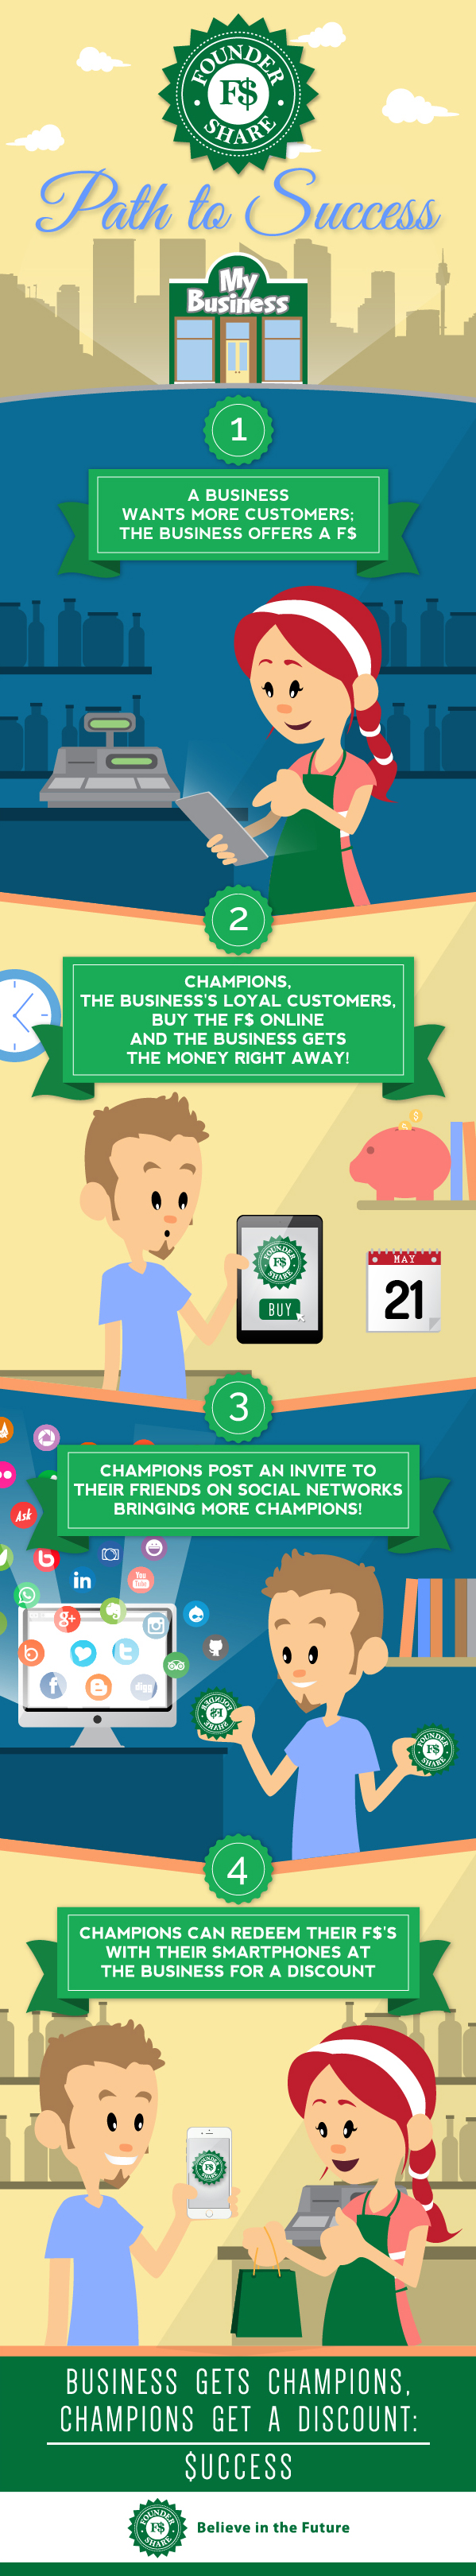 FOUNDER
F$
SHARE
Path to Success
My
Business
1
A BUSINESS
WANTS MORE CUSTOMERS;
THE BUSINESS OFFERS A F$
2
CHAMPIONS,
THE BUSINESS'S LOYAL CUSTOMERS,
BUY THE F$ ONLINE
AND THE BUSINESS GETS
THE MONEY RIGHT AWAY!
FOUNDER
F$
SHARE
BUY
MAY
21
3
CHAMPIONS POST AN INVITE TO
THEIR FRIENDS ON SOCIAL NETWORKS
BRINGING MORE CHAMPIONS!
Ask
in
You
Tube
g+
digg
FOUNDER
F$
SHARE
FOUNDER
F$
SHARE
4
CHAMPIONS CAN REDEEM THEIR F$'S
WITH THEIR SMARTPHONES AT
THE BUSINESS FOR A DISCOUNT
FOUNDER
F$
SHARE
BUSINESS GETS CHAMPIONS,
CHAMPIONS GET A DISCOUNT:
$UCCESS
FOUNDER
F$
SHARE
Believe in the Future